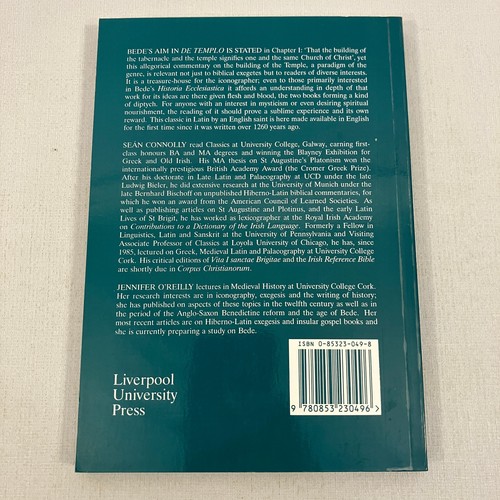 BEDE'S AIM IN DE TEMPLO IS STATED in Chapter I: 'That the building of
the tabernacle and the temple signifies one and the same Church of Christ', yet
this allegorical commentary on the building of the Temple, a paradigm of the
genre, is relevant not just to biblical exegetes but to readers of diverse interests.
It is a treasure-house for the iconographer; even to those primarily interested
in Bede's Historia Ecclesiastica it affords an understanding in depth of that
work for its ideas are there given flesh and blood, the two books forming a kind
of diptych. For anyone with an interest in mysticism or even desiring spiritual
nourishment, the reading of it should prove a sublime experience and its own
reward. This classic in Latin by an English saint is here made available in English
for the first time since it was written over 1260 years ago.
SEÁN CONNOLLY read Classics at University College, Galway, earning first-
class honours BA and MA degrees and winning the Blayney Exhibition for
Greek and Old Irish. His MA thesis on St Augustine's Platonism won the
internationally prestigious British Academy Award (the Cromer Greek Prize).
After his doctorate in Late Latin and Palaeography at UCD under the late
Ludwig Bieler, he did extensive research at the University of Munich under the
late Bernhard Bischoff on unpublished Hiberno-Latin biblical commentaries, for
which he won an award from the American Council of Learned Societies. As
well as publishing articles on St Augustine and Plotinus, and the early Latin
Lives of St Brigit, he has worked as lexicographer at the Royal Irish Academy
on Contributions to a Dictionary of the Irish Language. Formerly a Fellow in
Linguistics, Latin and Sanskrit at the University of Pennsylvania and Visiting
Associate Professor of Classics at Loyola University of Chicago, he has, since
1985, lectured on Greek, Medieval Latin and Palaeography at University College
Cork. His critical editions of Vita I sanctae Brigitae and the Irish Reference Bible
are shortly due in Corpus Christianorum.
JENNIFER O'REILLY lectures in Medieval History at University College Cork.
Her research interests are in iconography, exegesis and the writing of history;
she has published on aspects of these topics in the twelfth century as well as in
the period of the Anglo-Saxon Benedictine reform and the age of Bede. Her
most recent articles are on Hiberno-Latin exegesis and insular gospel books and
she is currently preparing a study on Bede.
ISBN 0-85323-049-8
9 780853 230496 >
Liverpool
University
Press